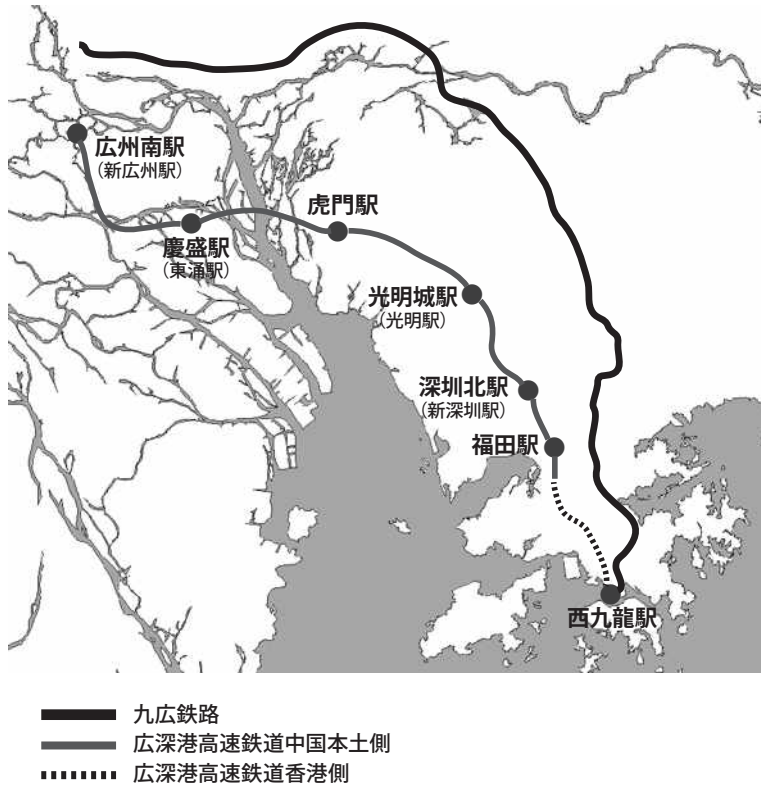 広州南駅
(新広州駅)
慶盛駅
(東涌駅)
虎門駅
光明城駅
(光明駅)
深圳北駅
(新深圳駅)
福田駅
西九龍駅
九広鉄路
広深港高速鉄道中国本土側
広深港高速鉄道香港側